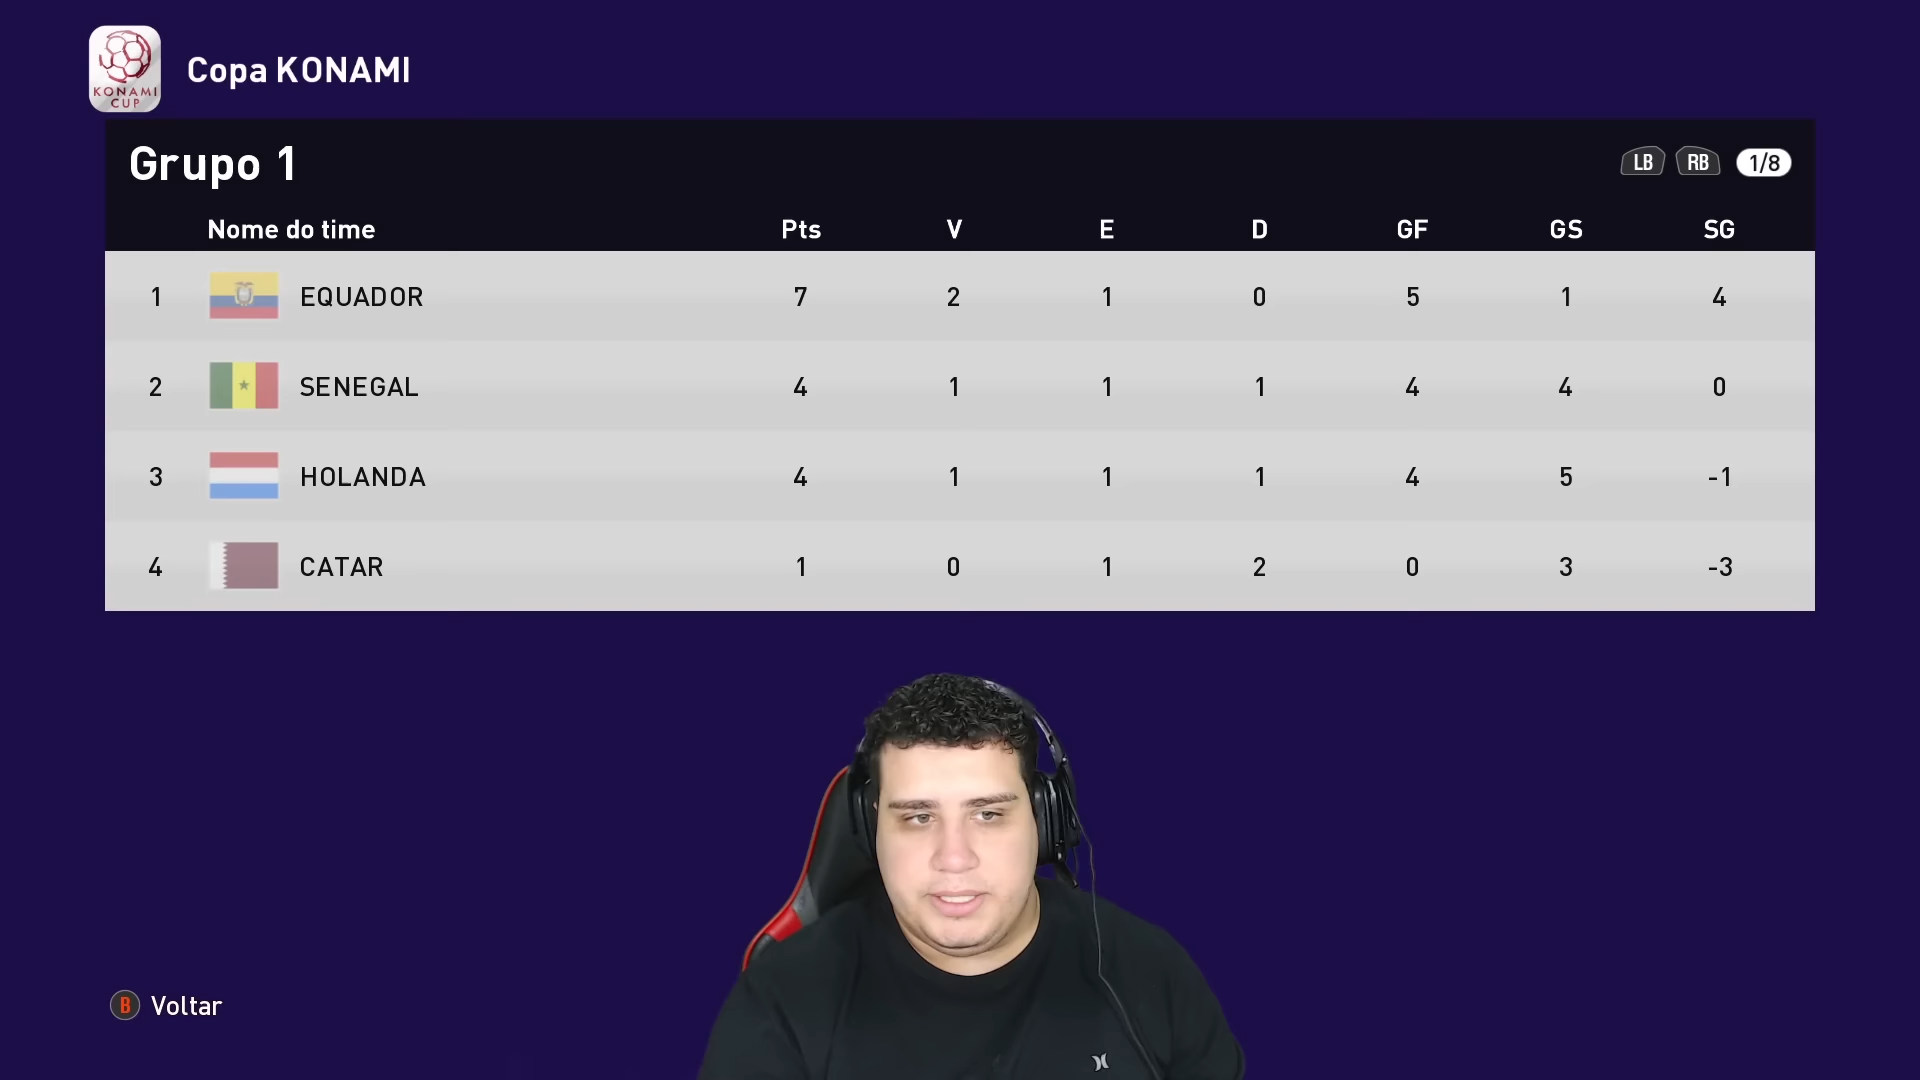 KONAMI
CUP
Copa KONAMI
Grupo 1
LB RB 1/8
Nome do time Pts V E D GF GS SG
1 EQUADOR 7 2 1 0 5 1 4
2 SENEGAL 4 1 1 1 4 4 0
3 HOLANDA 4 1 1 1 4 5 -1
4 CATAR 1 0 1 2 0 3 -3
B Voltar